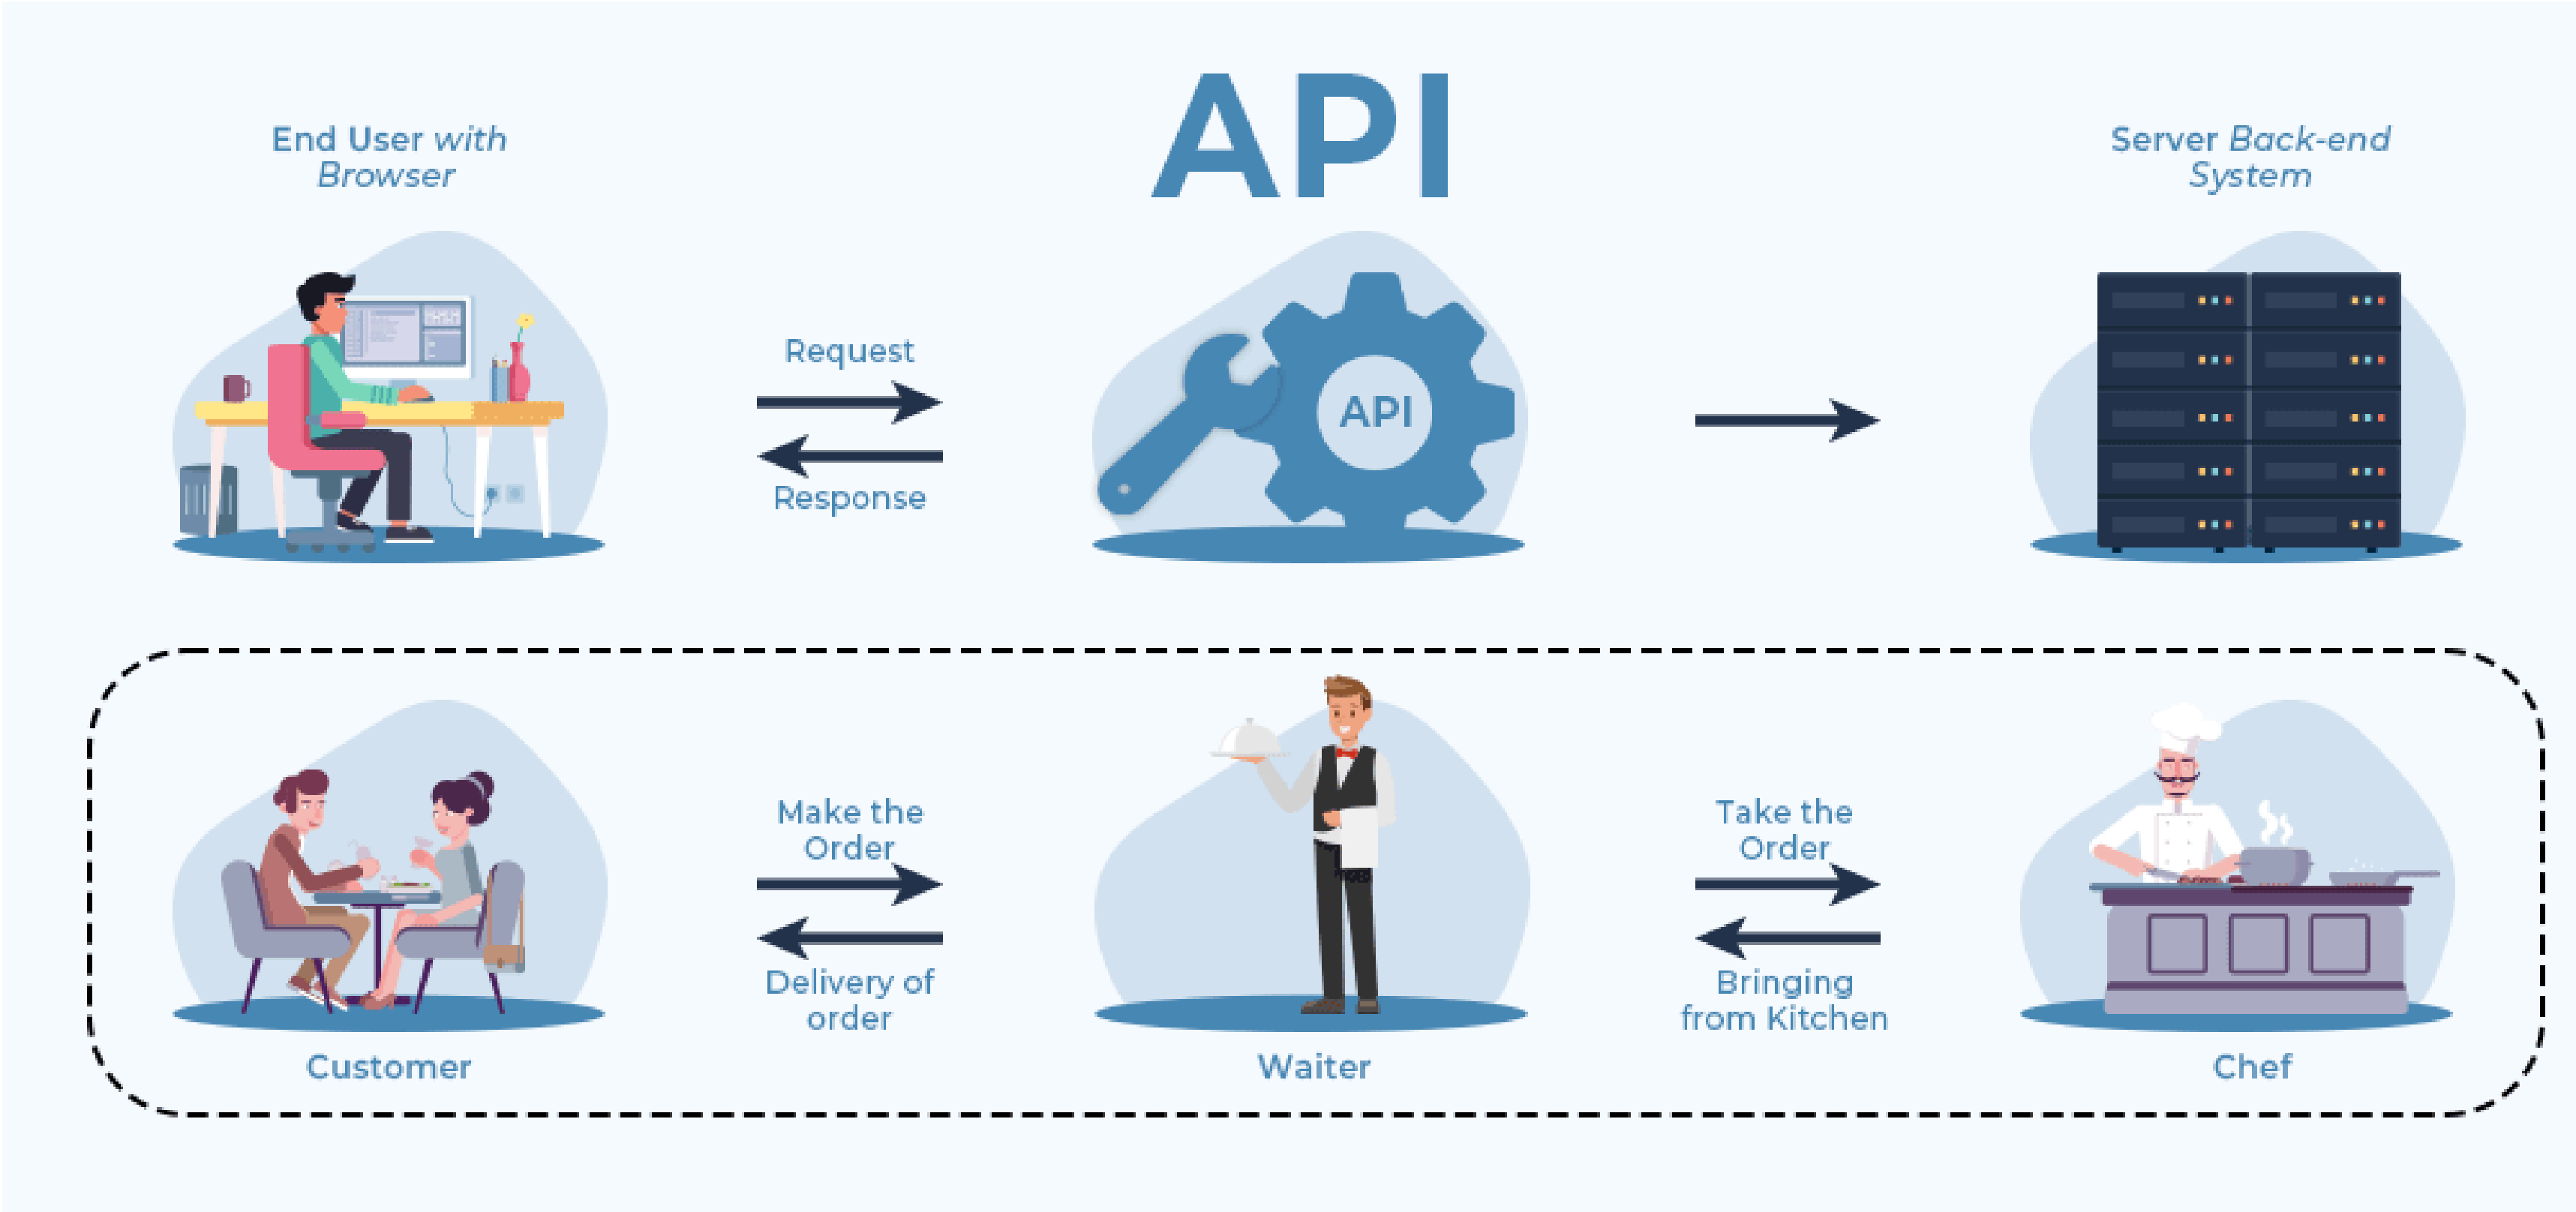 API
End User with
Browser
Server Back-end
System
Request
Response
API
Make the
Order
Delivery of
order
Take the
Order
Bringing
from Kitchen
Customer
Waiter
Chef